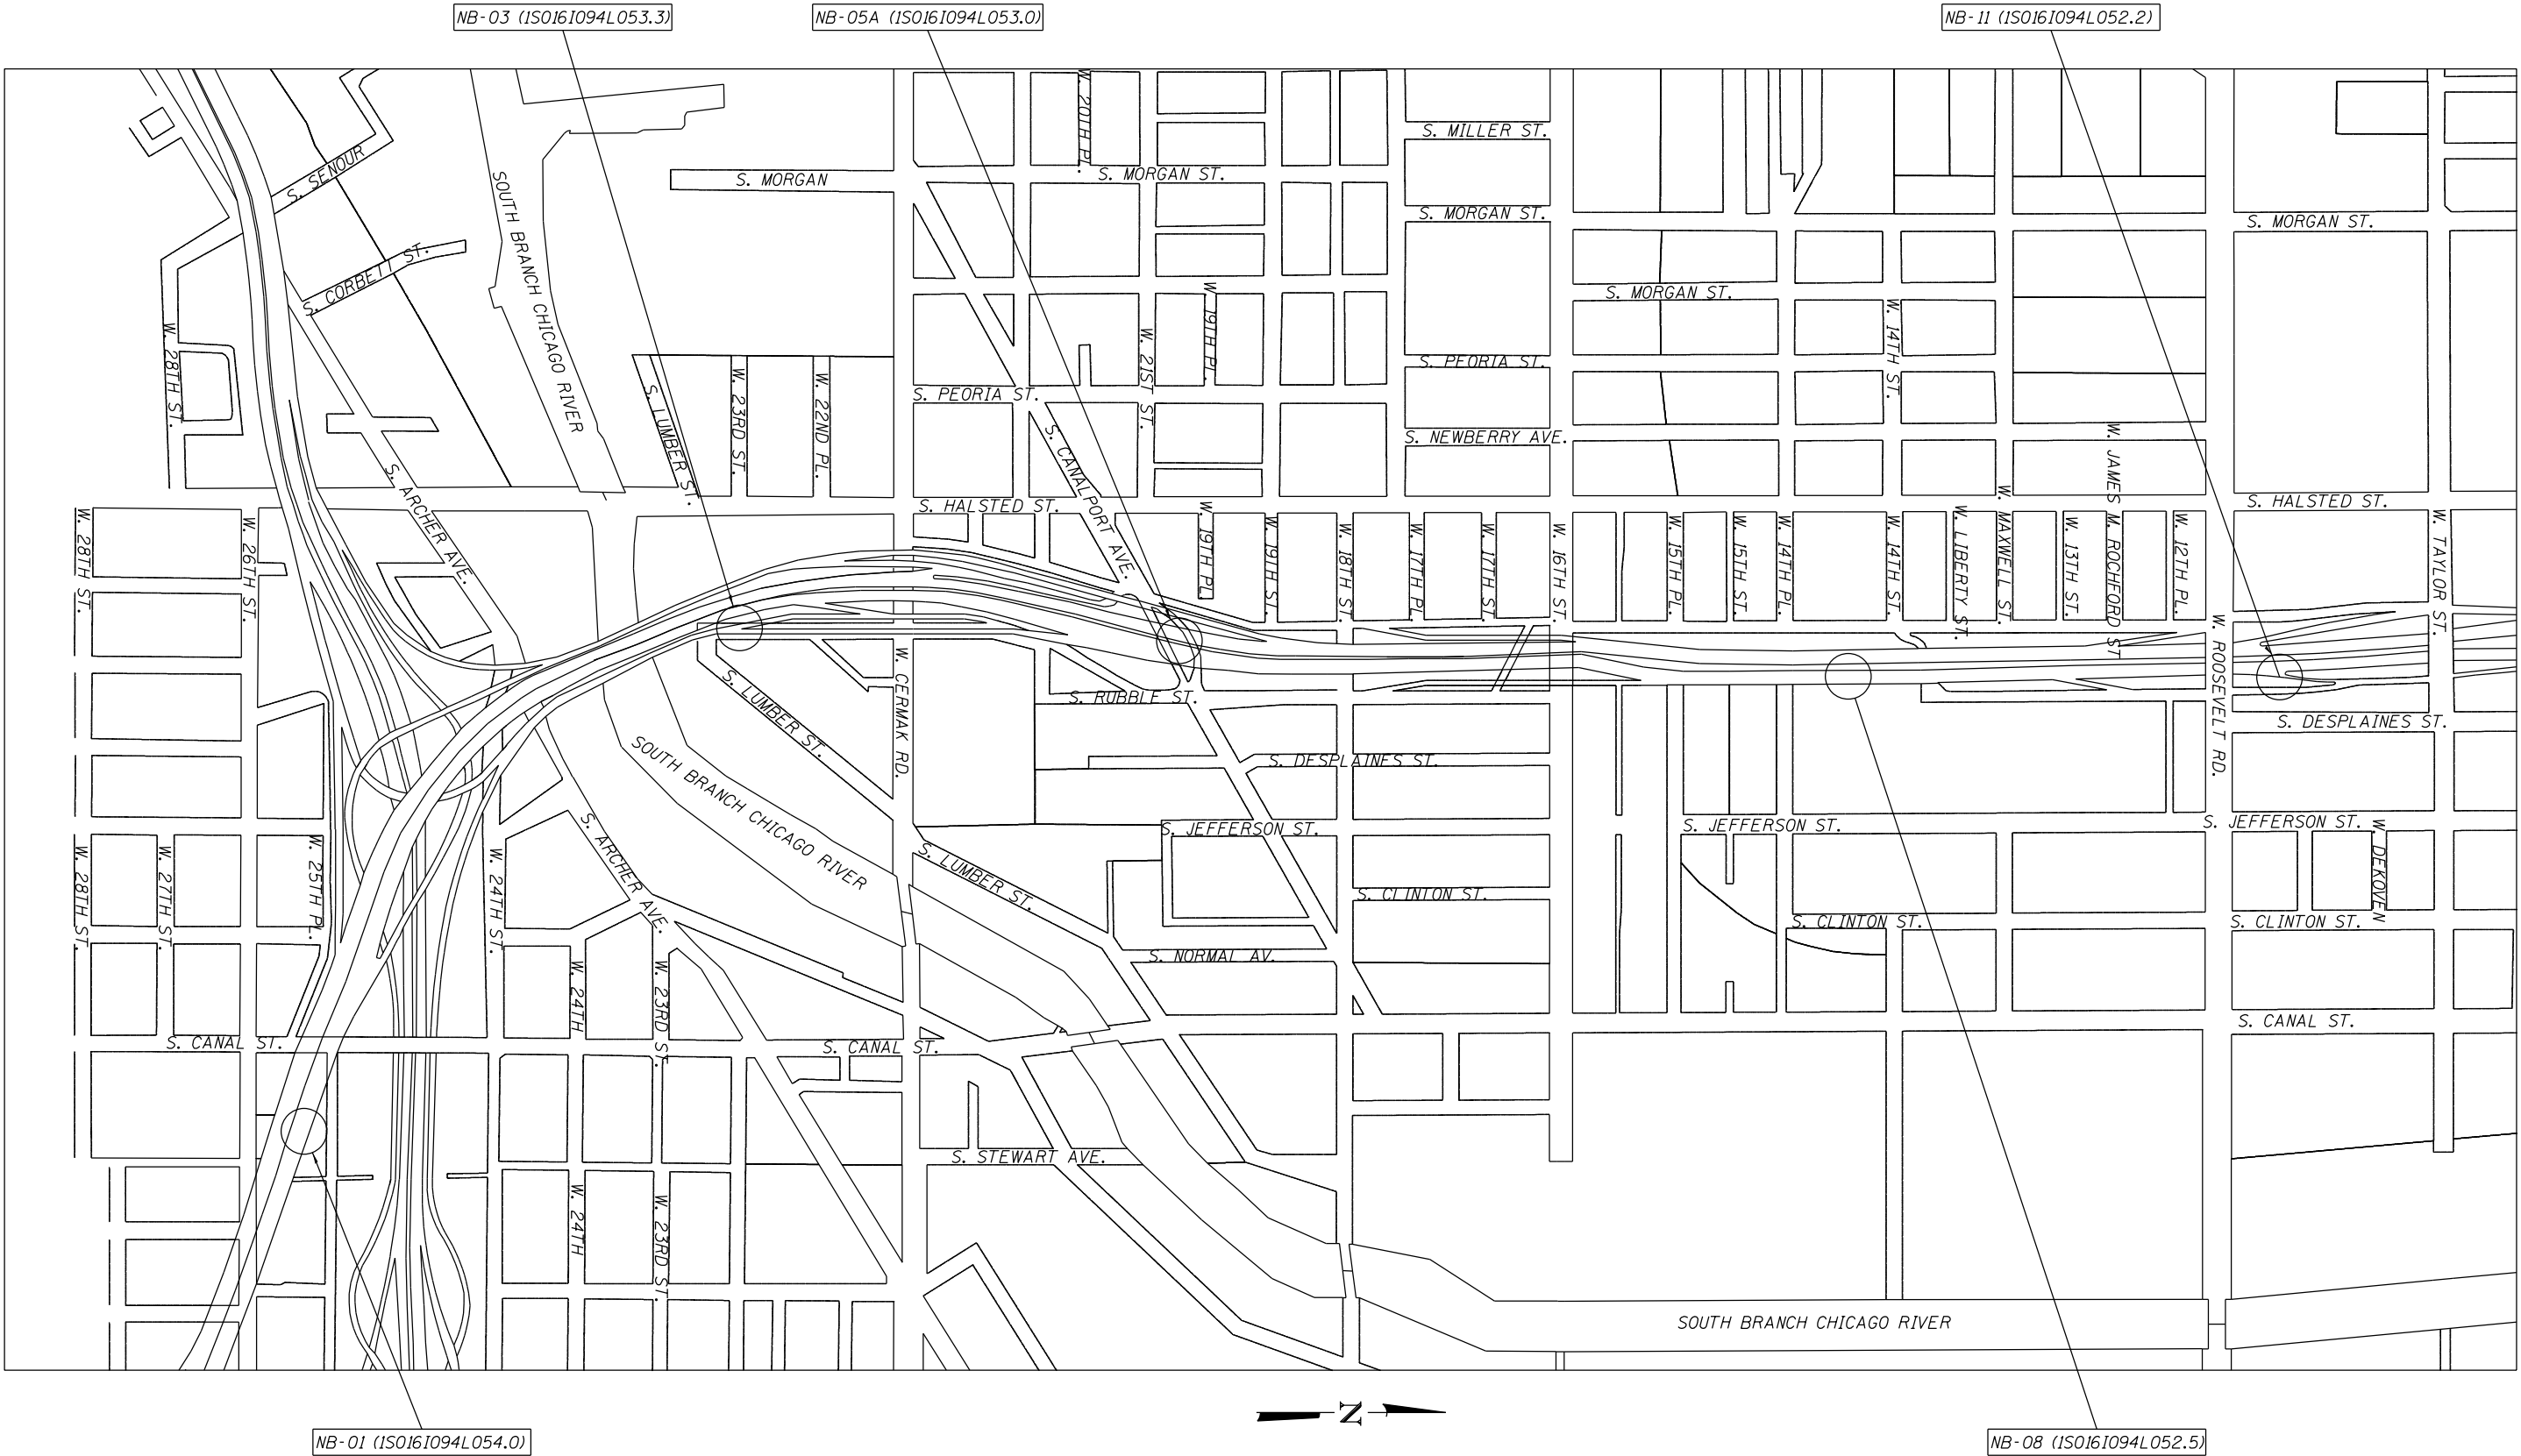 NB-03 (1S016I094L053.3)
NB-05A (1S016I094L053.0)
NB-11 (1S016I094L052.2)
W. 20TH PL.
S. MILLER ST.
S. SENOUR
S. MORGAN
S. MORGAN ST.
S. MORGAN ST.
S. MORGAN ST.
SOUTH BRANCH CHICAGO RIVER
S. CORBETT ST.
S. MORGAN ST.
W. 19TH PL.
W. 14TH ST.
W. 28TH ST.
W. 21ST ST.
S. PEORIA ST.
S. LUMBER ST.
W. 23RD ST.
W. 22ND PL.
S. PEORIA ST.
S. CANALPORT AVE.
S. NEWBERRY AVE.
W. JAMES M. ROCHFORD ST
S. ARCHER AVE.
S. HALSTED ST.
S. HALSTED ST.
W. 28TH ST.
W. 26TH ST.
W. 19TH PL
W. 19TH ST.
W. 18TH ST.
W. 17TH PL.
W. 17TH ST.
W. 16TH ST.
W. 15TH PL.
W. 15TH ST.
W. 14TH PL.
W. 14TH ST.
W. LIBERTY ST.
W. MAXWELL ST.
W. 13TH ST.
W. 12TH PL.
W. TAYLOR ST.
W. ROOSEVELT RD.
W. CERMAK RD.
S. LUMBER ST.
S. RUBBLE ST.
S. DESPLAINES ST.
SOUTH BRANCH CHICAGO RIVER
S. DESPLAINES ST.
S. ARCHER AVE.
S. JEFFERSON ST.
S. JEFFERSON ST.
S. JEFFERSON ST.
W. DEKOVEN
W. 28TH ST.
W. 27TH ST.
W. 25TH PL.
W. 24TH ST.
S. LUMBER ST.
S. CLINTON ST.
S. CLINTON ST.
S. CLINTON ST.
S. NORMAL AV.
W. 24TH
W. 23RD ST.
S. CANAL ST.
S. CANAL ST.
S. CANAL ST.
S. STEWART AVE.
W. 24TH
W. 23RD ST.
SOUTH BRANCH CHICAGO RIVER
N
NB-01 (1S016I094L054.0)
NB-08 (1S016I094L052.5)